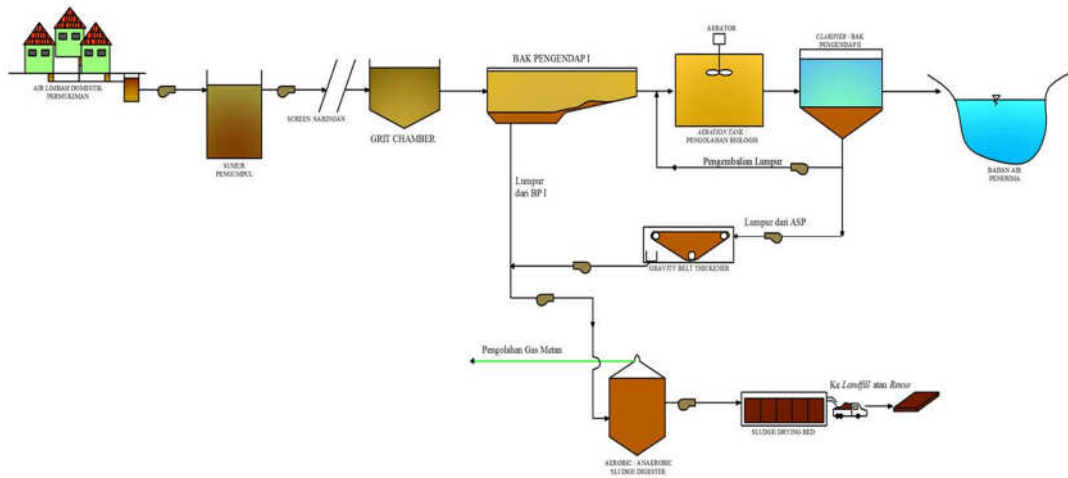 AIR LIMBAH DOMESTIK
PERMUKIMAN
SUMUR
PENGUMPUL
SCREEN SARINGAN
GRIT CHAMBER
BAK PENGENDAP I
AERATOR
AERATION TANK /
PENGOLAHAN BIOLOGIS
CLARIFIER / BAK
PENGENDAP II
BADAN AIR
PENERIMA
Pengembalian Lumpur
Lumpur
dari BP I
Lumpur dari ASP
GRAVITY BELT THICKENER
Pengolahan Gas Metan
AEROBIC / ANAEROBIC
SLUDGE DIGESTER
SLUDGE DRYING BED
Ke Landfill atau Reuse